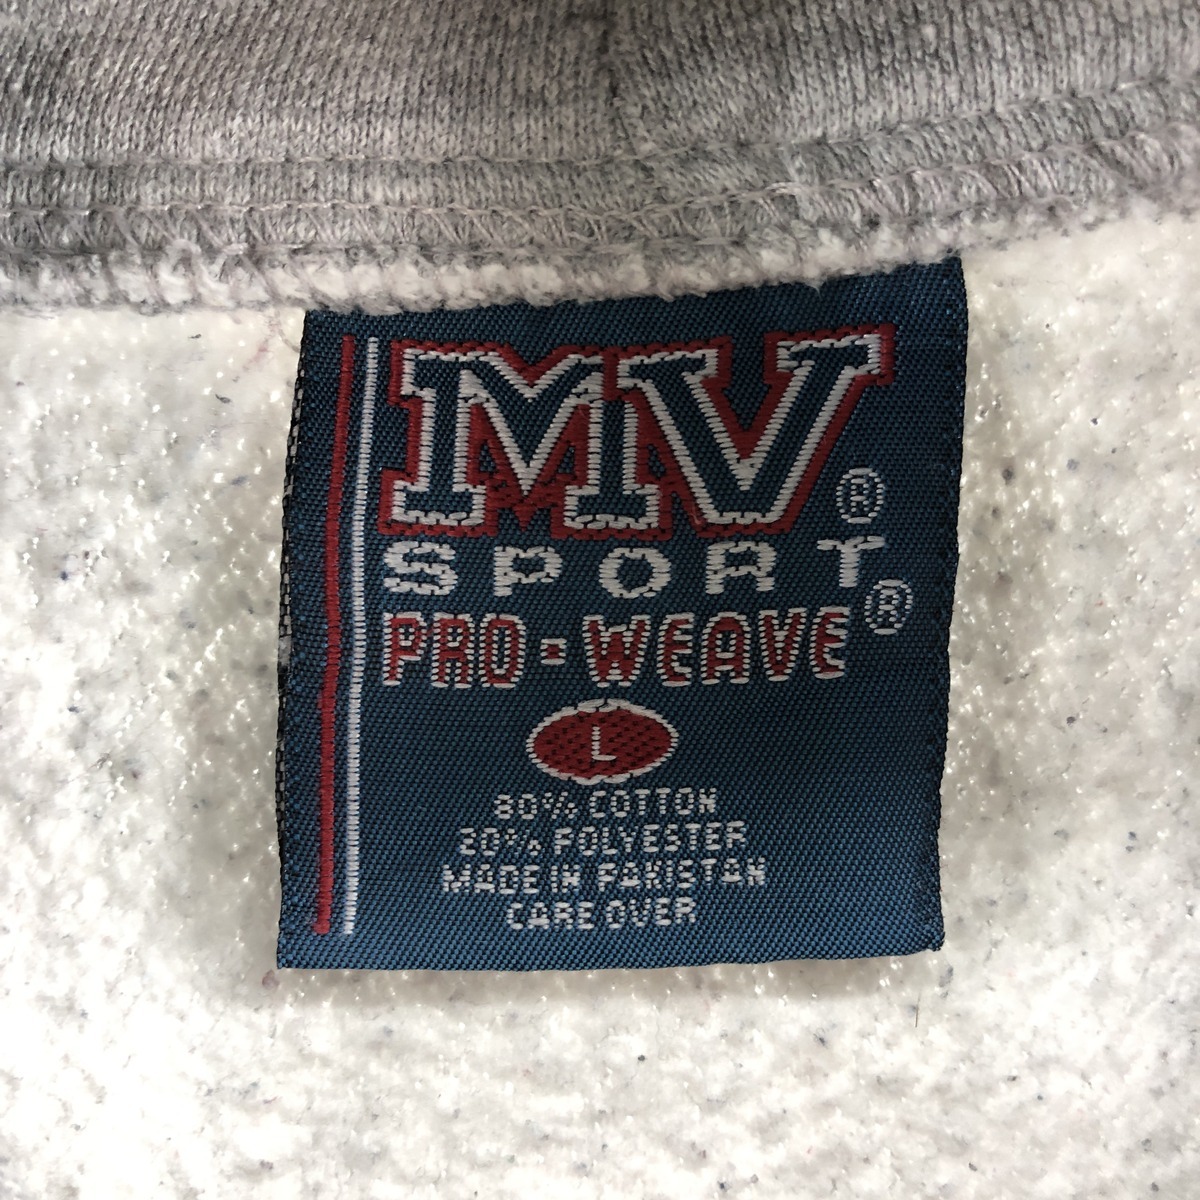 MV®
SPORT
PRO-WEAVE®
L
80% COTTON
20% POLYESTER
MADE IN PAKISTAN
CARE OVER